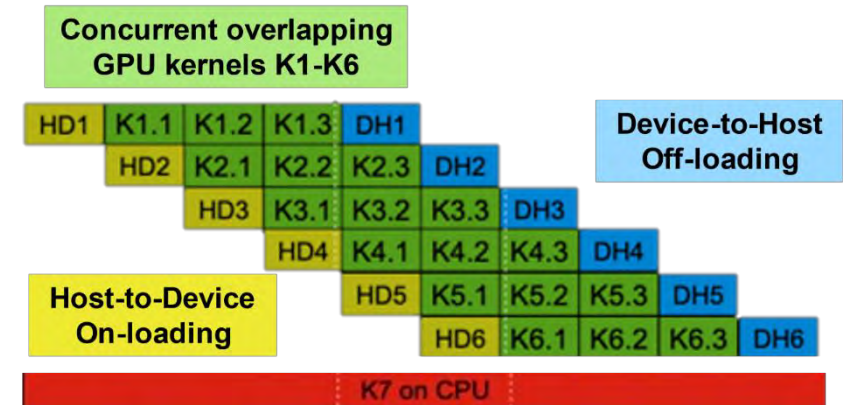 Concurrent overlapping
GPU kernels K1-K6
HD1 K1.1 K1.2 K1.3 DH1
Device-to-Host
Off-loading
HD2 K2.1 K2.2 K2.3 DH2
HD3 K3.1 K3.2 K3.3 DH3
HD4 K4.1 K4.2 K4.3 DH4
Host-to-Device
On-loading
HD5 K5.1 K5.2 K5.3 DH5
HD6 K6.1 K6.2 K6.3 DH6
K7 on CPU